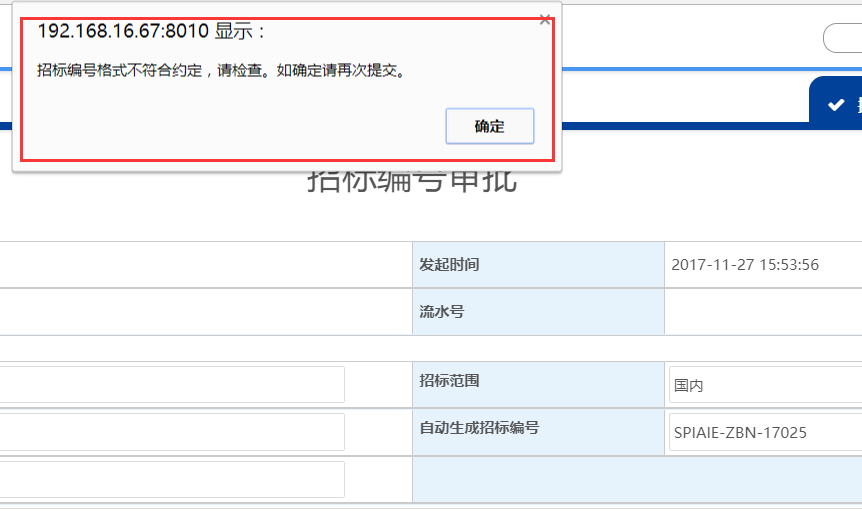 192.168.16.67:8010 显示：
招标编号格式不符合约定，请检查。如确定请再次提交。
确定
招标编号审批
发起时间
2017-11-27 15:53:56
流水号
招标范围
国内
自动生成招标编号
SPIAIE-ZBN-17025